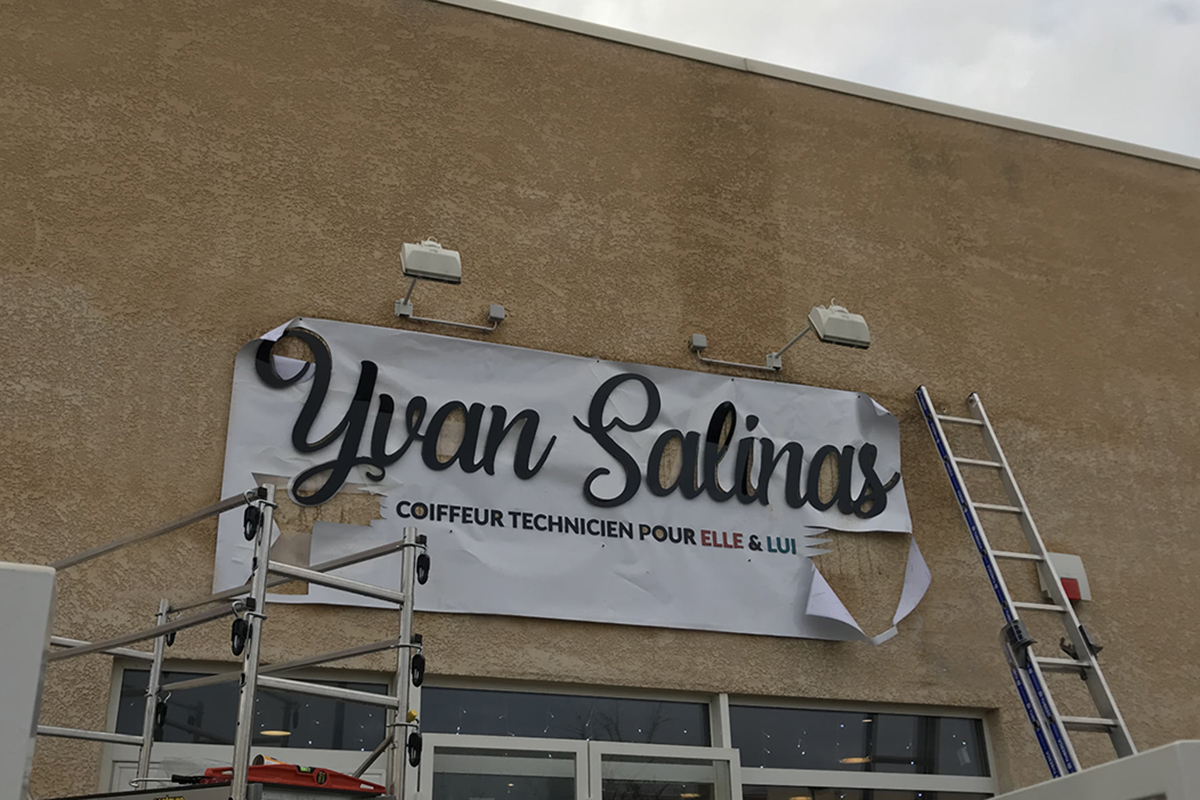 Yvan Salinas
COIFFEUR TECHNICIEN POUR ELLE & LUI